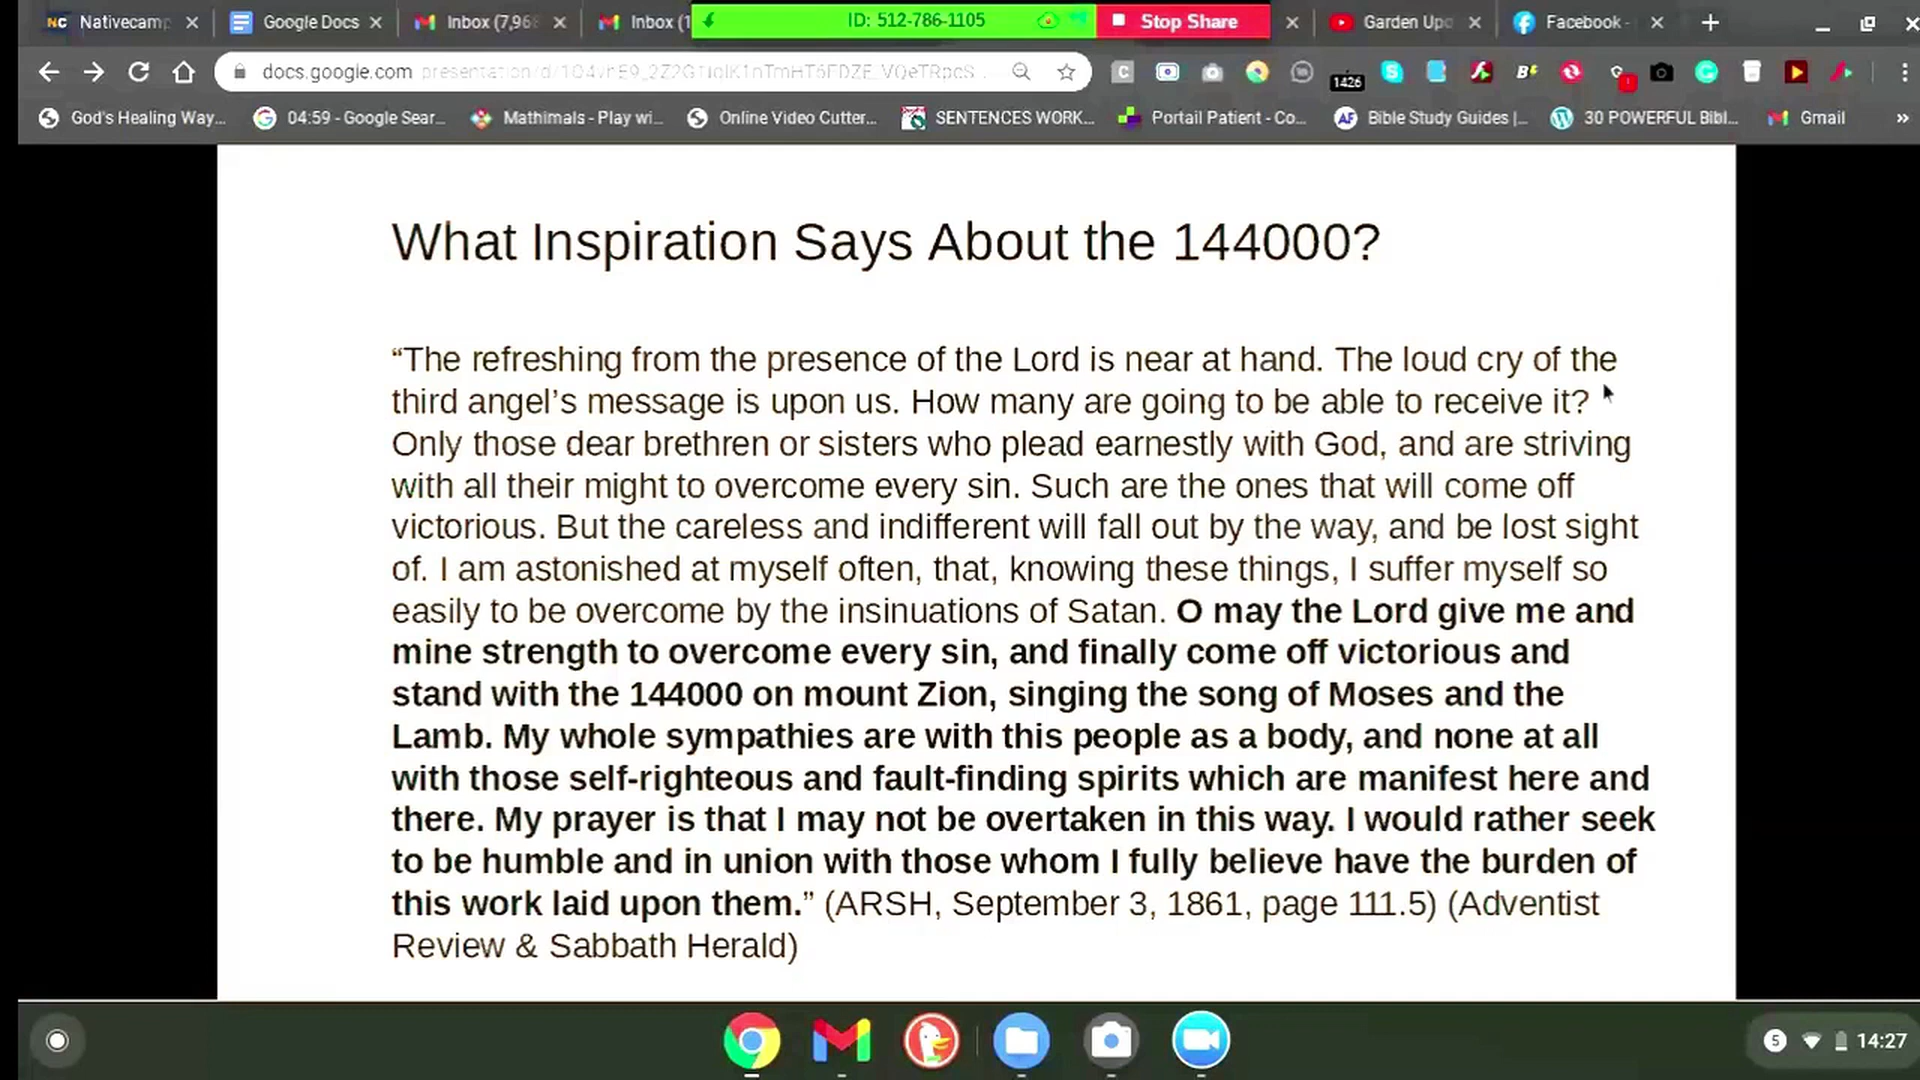 Nativecamp
Google Docs
Inbox (7,96
Inbox (1
ID: 512-786-1105
Stop Share
Garden Upd
Facebook -
docs.google.com
1426
God's Healing Way...
04:59 - Google Sear...
Mathimals - Play wi...
Online Video Cutter...
SENTENCES WORK...
Portail Patient - Co...
Bible Study Guides |...
30 POWERFUL Bibl...
Gmail
What Inspiration Says About the 144000?
“The refreshing from the presence of the Lord is near at hand. The loud cry of the
third angel’s message is upon us. How many are going to be able to receive it?
Only those dear brethren or sisters who plead earnestly with God, and are striving
with all their might to overcome every sin. Such are the ones that will come off
victorious. But the careless and indifferent will fall out by the way, and be lost sight
of. I am astonished at myself often, that, knowing these things, I suffer myself so
easily to be overcome by the insinuations of Satan. O may the Lord give me and
mine strength to overcome every sin, and finally come off victorious and
stand with the 144000 on mount Zion, singing the song of Moses and the
Lamb. My whole sympathies are with this people as a body, and none at all
with those self-righteous and fault-finding spirits which are manifest here and
there. My prayer is that I may not be overtaken in this way. I would rather seek
to be humble and in union with those whom I fully believe have the burden of
this work laid upon them.” (ARSH, September 3, 1861, page 111.5) (Adventist
Review & Sabbath Herald)
5
14:27